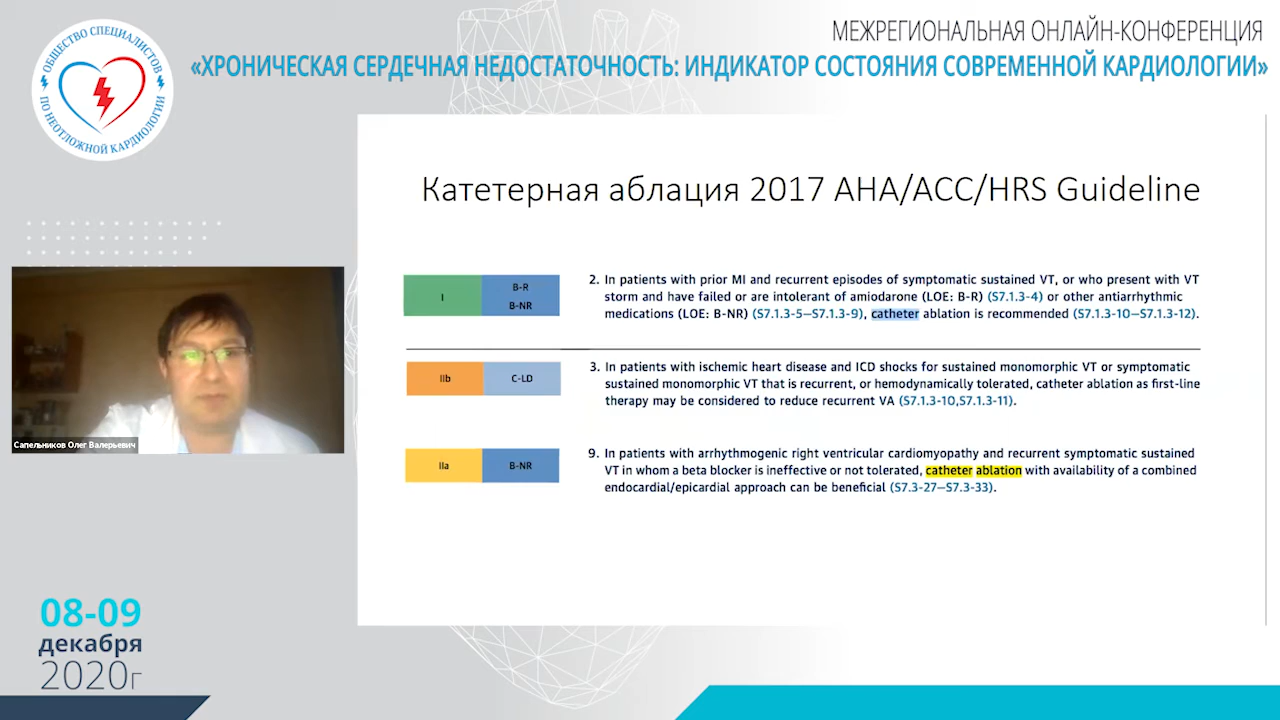 МЕЖРЕГИОНАЛЬНАЯ ОНЛАЙН-КОНФЕРЕНЦИЯ
«ХРОНИЧЕСКАЯ СЕРДЕЧНАЯ НЕДОСТАТОЧНОСТЬ: ИНДИКАТОР СОСТОЯНИЯ СОВРЕМЕННОЙ КАРДИОЛОГИИ»
ОБЩЕСТВО СПЕЦИАЛИСТОВ
ПО НЕОТЛОЖНОЙ КАРДИОЛОГИИ
Катетерная аблация 2017 AHA/ACC/HRS Guideline
I
B-R
B-NR
2. In patients with prior MI and recurrent episodes of symptomatic sustained VT, or who present with VT
storm and have failed or are intolerant of amiodarone (LOE: B-R) (S7.1.3-4) or other antiarrhythmic
medications (LOE: B-NR) (S7.1.3-5–S7.1.3-9), catheter ablation is recommended (S7.1.3-10–S7.1.3-12).
IIb
C-LD
3. In patients with ischemic heart disease and ICD shocks for sustained monomorphic VT or symptomatic
sustained monomorphic VT that is recurrent, or hemodynamically tolerated, catheter ablation as first-line
therapy may be considered to reduce recurrent VA (S7.1.3-10,S7.1.3-11).
IIa
B-NR
9. In patients with arrhythmogenic right ventricular cardiomyopathy and recurrent symptomatic sustained
VT in whom a beta blocker is ineffective or not tolerated, catheter ablation with availability of a combined
endocardial/epicardial approach can be beneficial (S7.3-27–S7.3-33).
Сапельников Олег Валерьевич
08-09
декабря
2020г